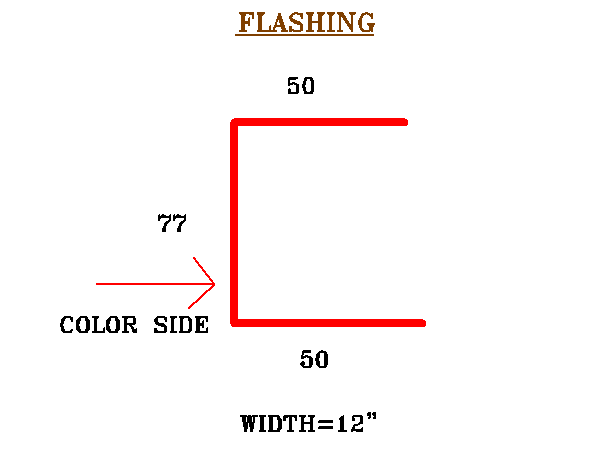 FLASHING
50
77
COLOR SIDE
50
WIDTH=12"